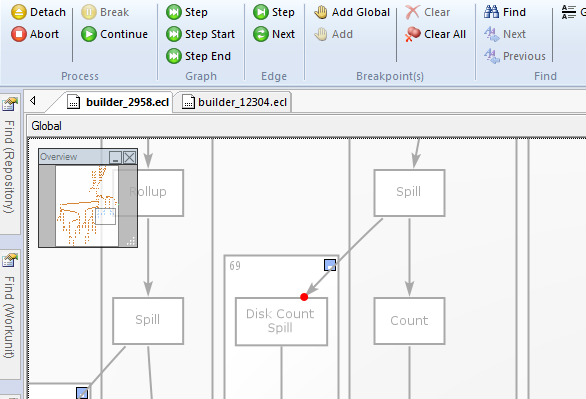 Detach
Break
Step
Step
Add Global
Clear
Find
Abort
Continue
Step Start
Next
Add
Clear All
Next
Step End
Previous
Process
Graph
Edge
Breakpoint(s)
Find
builder_2958.ecl
builder_12304.ecl
Global
Find (Repository)
Find (Workunit)
Overview
Rollup
Spill
69
Spill
Disk Count
Spill
Count